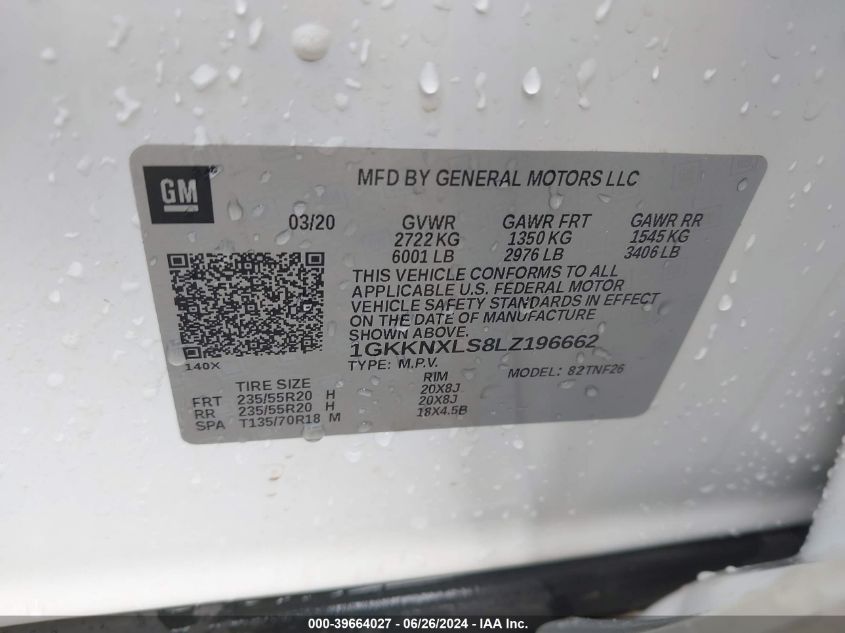 GM
MFD BY GENERAL MOTORS LLC
03/20 GVWR GAWR FRT GAWR RR
2722 KG 1350 KG 1545 KG
6001 LB 2976 LB 3406 LB
THIS VEHICLE CONFORMS TO ALL
APPLICABLE U.S. FEDERAL MOTOR
VEHICLE SAFETY STANDARDS IN EFFECT
ON THE DATE OF MANUFACTURE
SHOWN ABOVE.
1GKKNXLS8LZ196662
140X
TYPE: M.P.V. MODEL: 82TNF26
TIRE SIZE RIM
FRT 235/55R20 H 20X8J
RR 235/55R20 H 20X8J
SPA T135/70R18 M 18X4.5B
000-39664027 - 06/26/2024 - IAA Inc.